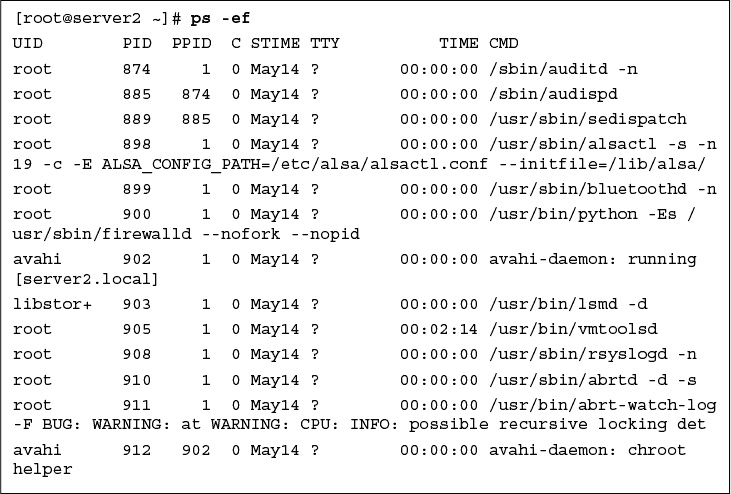 [root@server2 ~]# ps -ef
UID        PID  PPID  C STIME TTY          TIME CMD
root       874     1  0 May14 ?        00:00:00 /sbin/auditd -n
root       885   874  0 May14 ?        00:00:00 /sbin/audispd
root       889   885  0 May14 ?        00:00:00 /usr/sbin/sedispatch
root       898     1  0 May14 ?        00:00:00 /usr/sbin/alsactl -s -n
19 -c -E ALSA_CONFIG_PATH=/etc/alsa/alsactl.conf --initfile=/lib/alsa/
root       899     1  0 May14 ?        00:00:00 /usr/sbin/bluetoothd -n
root       900     1  0 May14 ?        00:00:00 /usr/bin/python -Es /
usr/sbin/firewalld --nofork --nopid
avahi      902     1  0 May14 ?        00:00:00 avahi-daemon: running
[server2.local]
libstor+   903     1  0 May14 ?        00:00:00 /usr/bin/lsmd -d
root       905     1  0 May14 ?        00:02:14 /usr/bin/vmtoolsd
root       908     1  0 May14 ?        00:00:00 /usr/sbin/rsyslogd -n
root       910     1  0 May14 ?        00:00:00 /usr/sbin/abrtd -d -s
root       911     1  0 May14 ?        00:00:00 /usr/bin/abrt-watch-log
-F BUG: WARNING: at WARNING: CPU: INFO: possible recursive locking det
avahi      912   902  0 May14 ?        00:00:00 avahi-daemon: chroot
helper